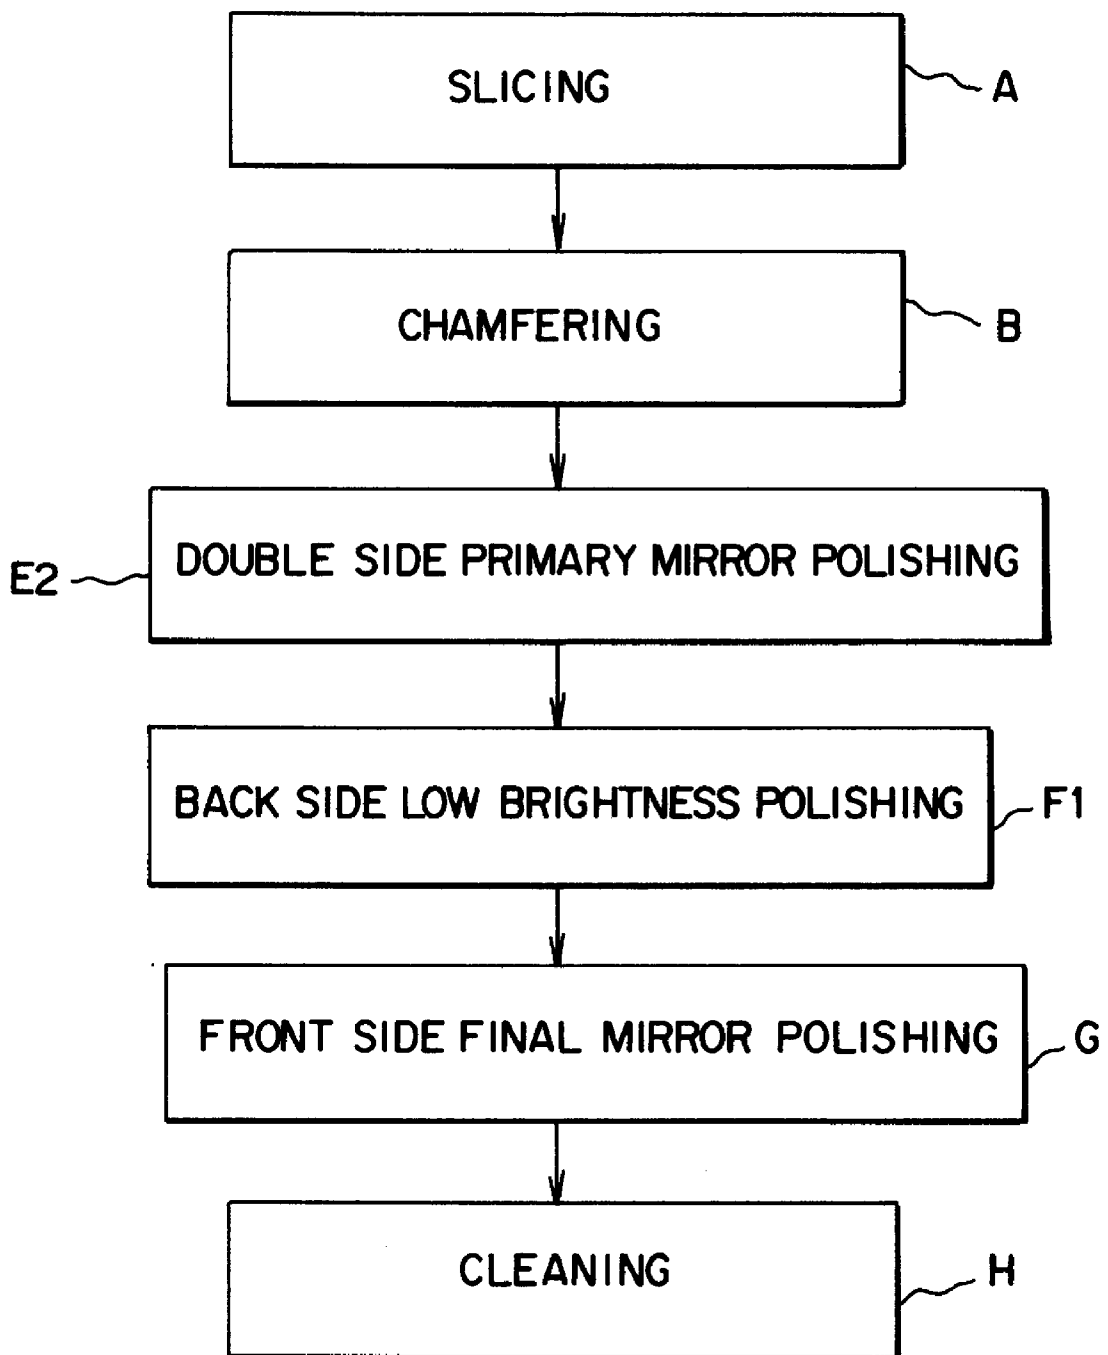 SLICING
A
CHAMFERING
B
DOUBLE SIDE PRIMARY MIRROR POLISHING
E2
BACK SIDE LOW BRIGHTNESS POLISHING
F1
FRONT SIDE FINAL MIRROR POLISHING
G
CLEANING
H